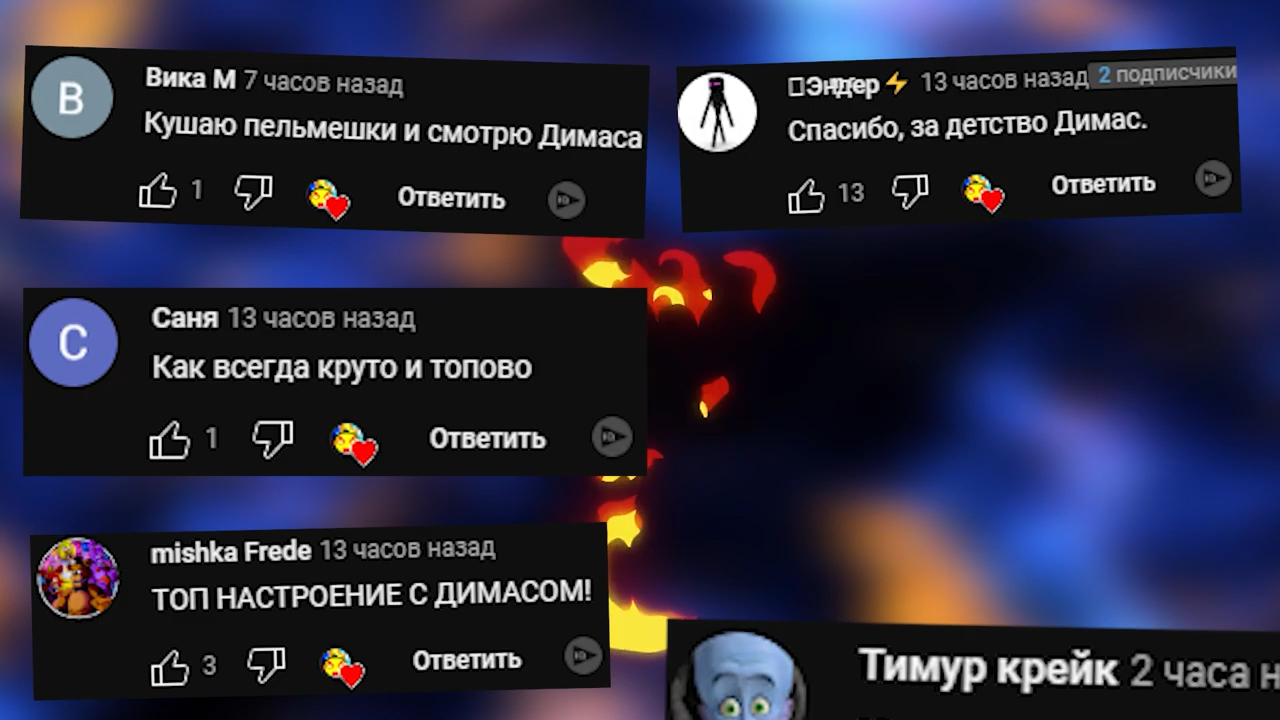 В
Вика М 7 часов назад
Кушаю пельмешки и смотрю Димаса
1
Ответить
Эндер⚡ 13 часов назад 2 подписчики
Спасибо, за детство Димас.
13
Ответить
С
Саня 13 часов назад
Как всегда круто и топово
1
Ответить
mishka Frede 13 часов назад
ТОП НАСТРОЕНИЕ С ДИМАСОМ!
3
Ответить
Тимур крейк 2 часа н